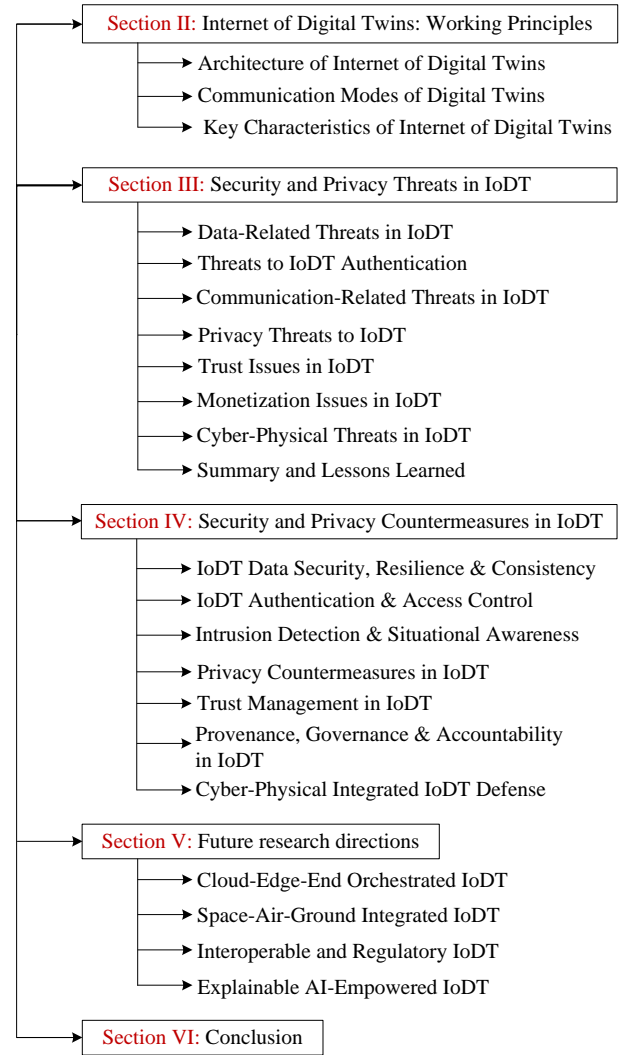 Section II: Internet of Digital Twins: Working Principles
Architecture of Internet of Digital Twins
Communication Modes of Digital Twins
Key Characteristics of Internet of Digital Twins
Section III: Security and Privacy Threats in IoDT
Data-Related Threats in IoDT
Threats to IoDT Authentication
Communication-Related Threats in IoDT
Privacy Threats to IoDT
Trust Issues in IoDT
Monetization Issues in IoDT
Cyber-Physical Threats in IoDT
Summary and Lessons Learned
Section IV: Security and Privacy Countermeasures in IoDT
IoDT Data Security, Resilience & Consistency
IoDT Authentication & Access Control
Intrusion Detection & Situational Awareness
Privacy Countermeasures in IoDT
Trust Management in IoDT
Provenance, Governance & Accountability
in IoDT
Cyber-Physical Integrated IoDT Defense
Section V: Future research directions
Cloud-Edge-End Orchestrated IoDT
Space-Air-Ground Integrated IoDT
Interoperable and Regulatory IoDT
Explainable AI-Empowered IoDT
Section VI: Conclusion